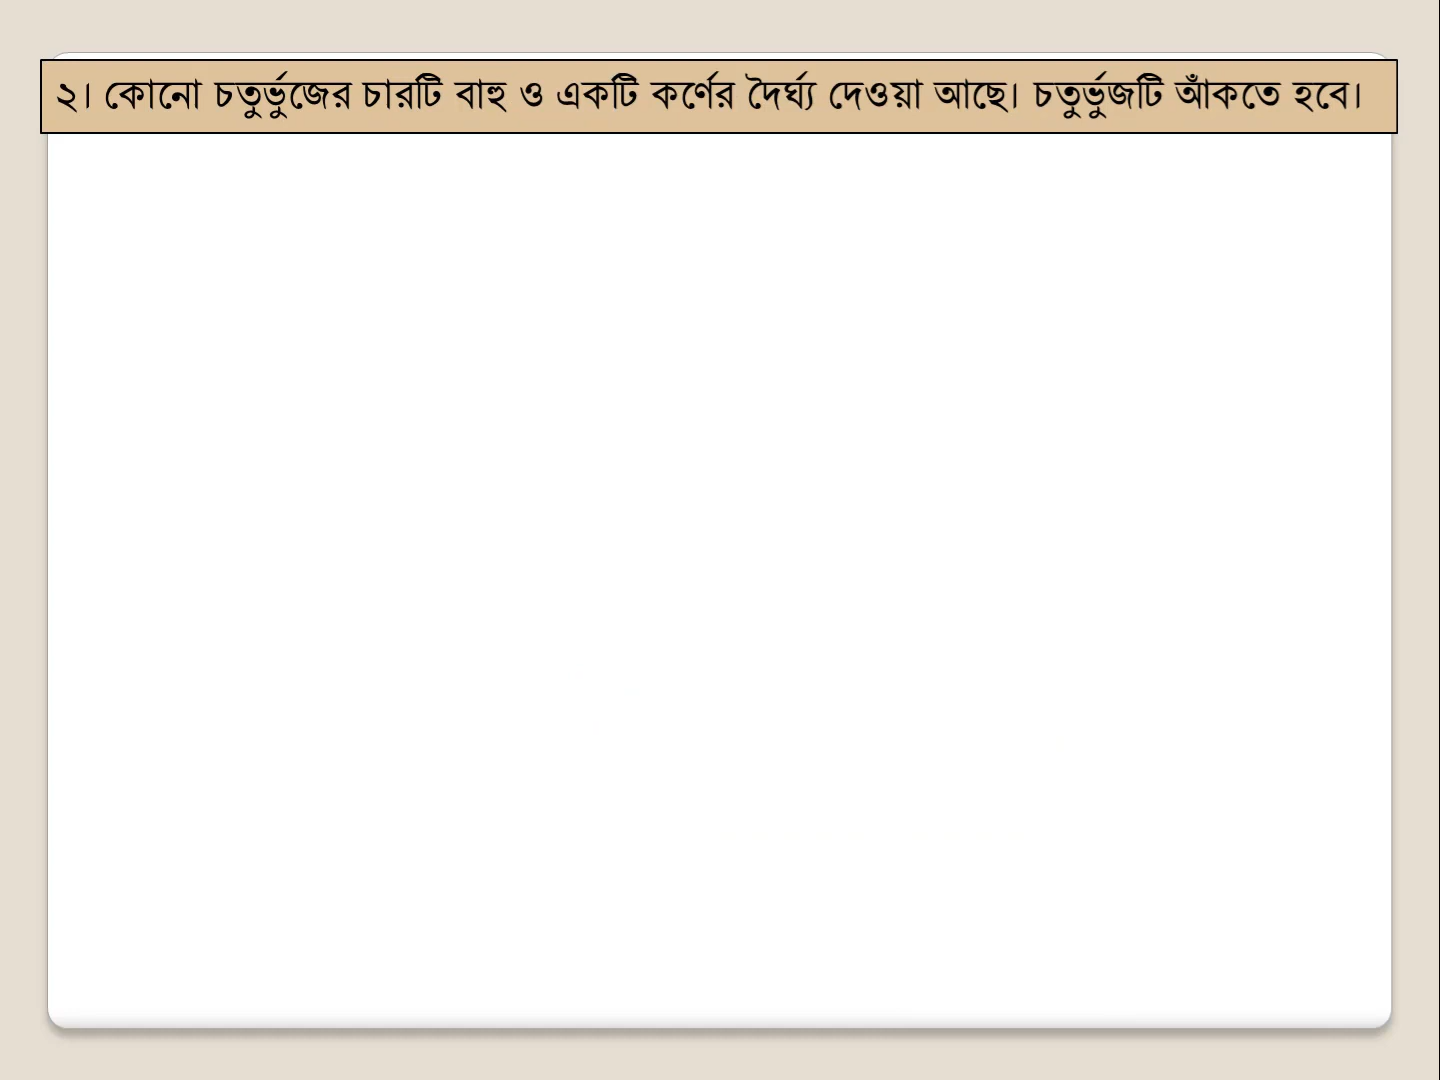 ২। কোনো চতুর্ভুজের চারটি বাহু ও একটি কর্ণের দৈর্ঘ্য দেওয়া আছে। চতুর্ভুজটি আঁকতে হবে।